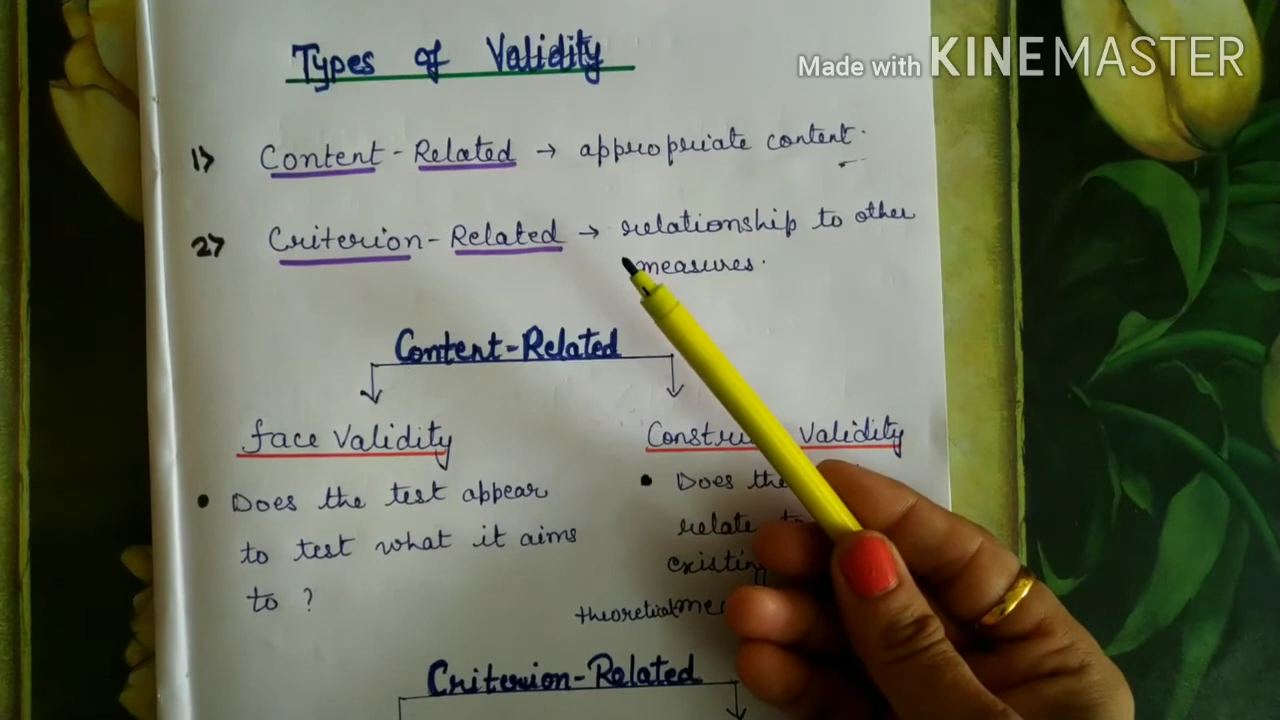 Types of Validity
Made with KINEMASTER
1) Content-Related → appropriate content.
2) Criterion-Related → relationship to other
measures.
Content-Related
face Validity
Validity
• Does the test appear
to test what it aims
to ?
• Does the
relate to
existing
theoretical
Criterion-Related